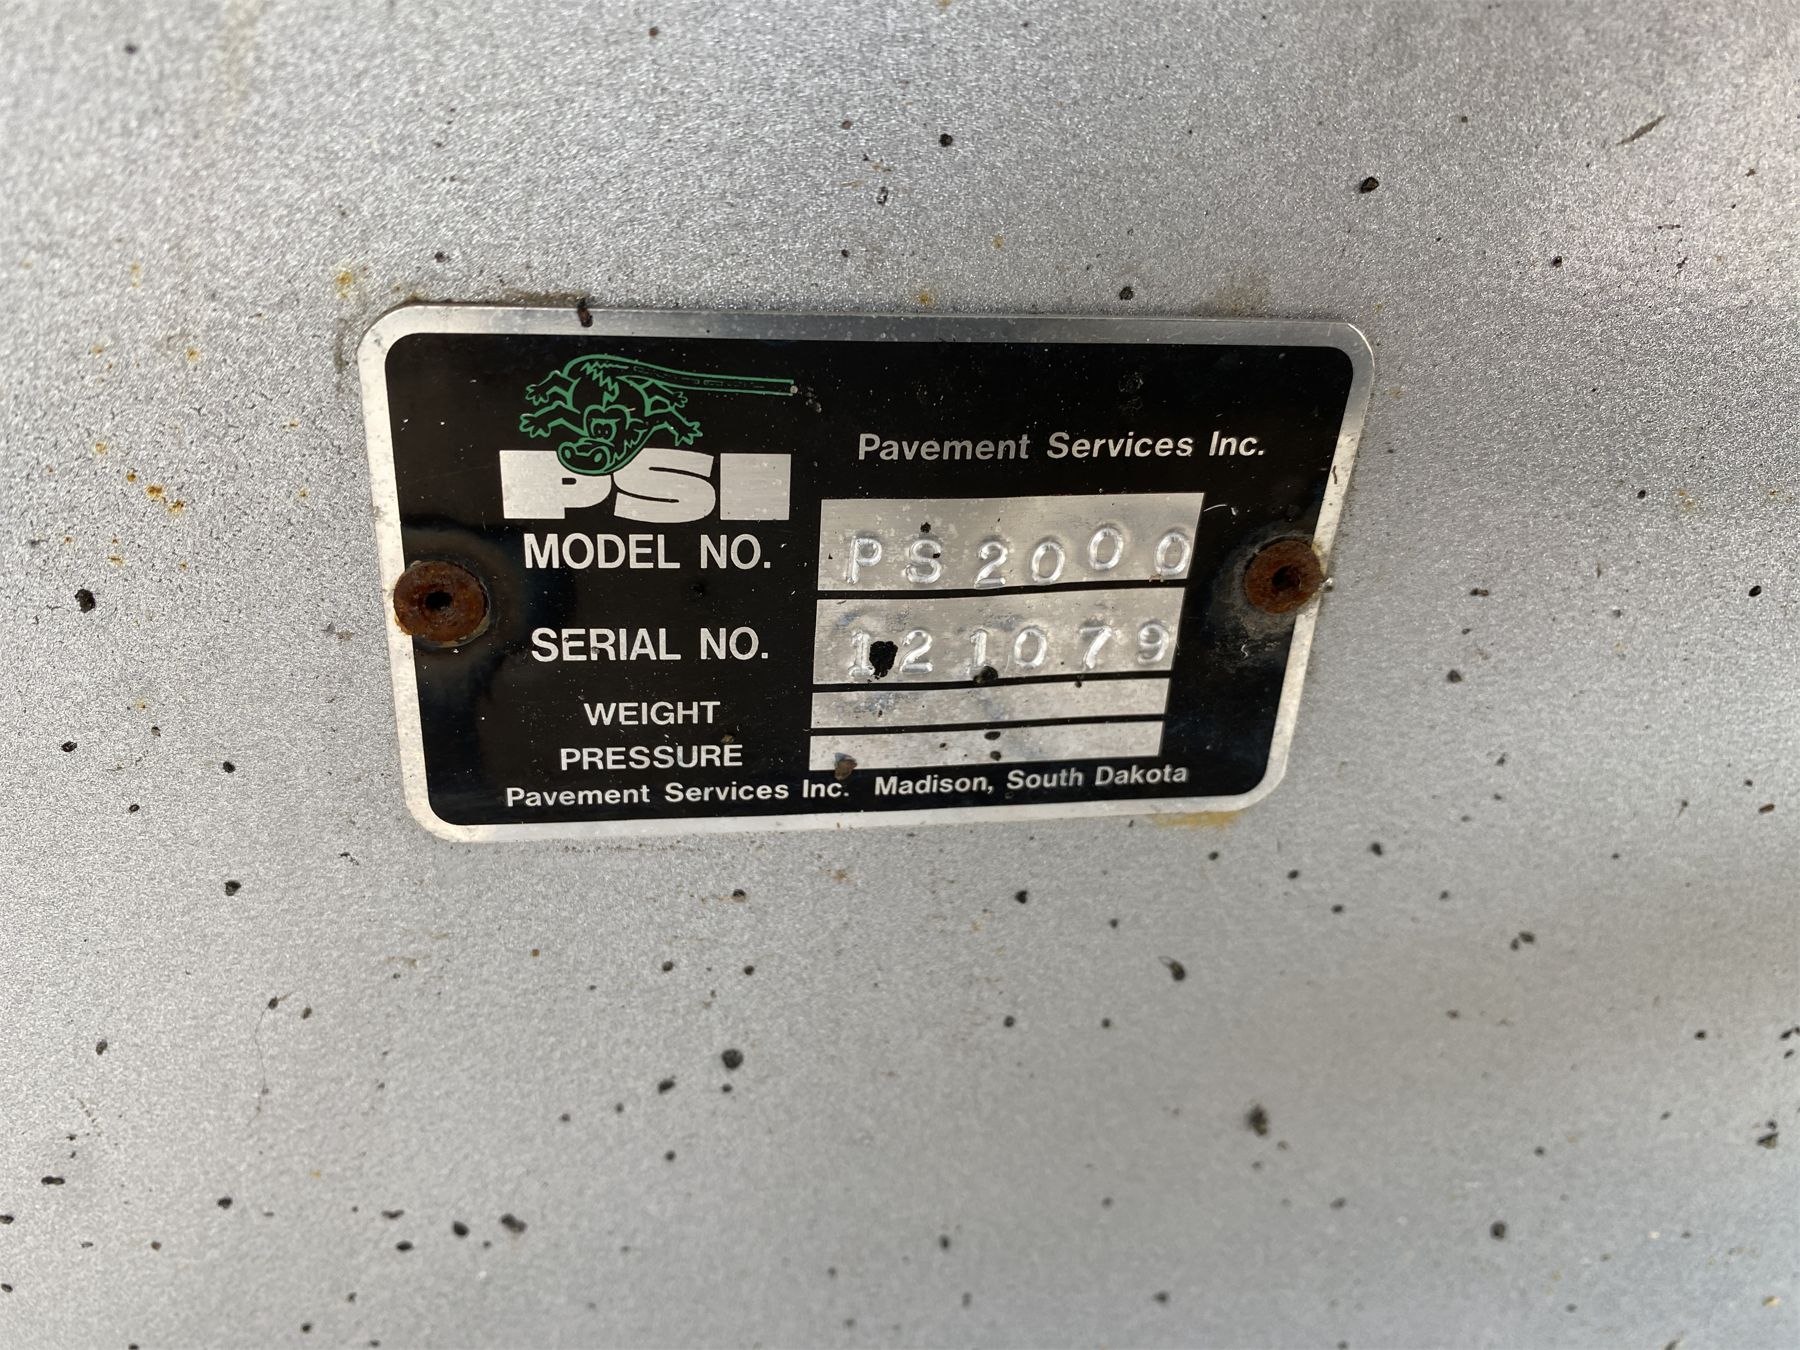 PSI
Pavement Services Inc.
MODEL NO. PS2000
SERIAL NO. 121079
WEIGHT
PRESSURE
Pavement Services Inc. Madison, South Dakota